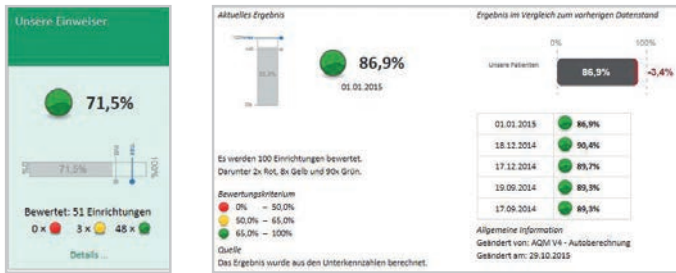 Unsere Einweiser
71,5%
0%
71,5%
100%
Bewertet: 51 Einrichtungen
0 x 3 x 48 x
Details ...
Aktuelles Ergebnis
100%
0%
86,9%
01.01.2015
Es werden 100 Einrichtungen bewertet.
Darunter 2x Rot, 8x Gelb und 90x Grün.
Bewertungskriterium
0% – 50,0%
50,0% – 65,0%
65,0% – 100%
Quelle
Das Ergebnis wurde aus den Unterkennzahlen berechnet.
Ergebnis im Vergleich zum vorherigen Datenstand
0% 100%
Unsere Patienten 86,9% -3,4%
01.01.2015 86,9%
18.12.2014 90,4%
17.12.2014 89,7%
19.09.2014 89,3%
17.09.2014 89,3%
Allgemeine Information
Geändert von: AQM V4 - Autoberechnung
Geändert am: 29.10.2015